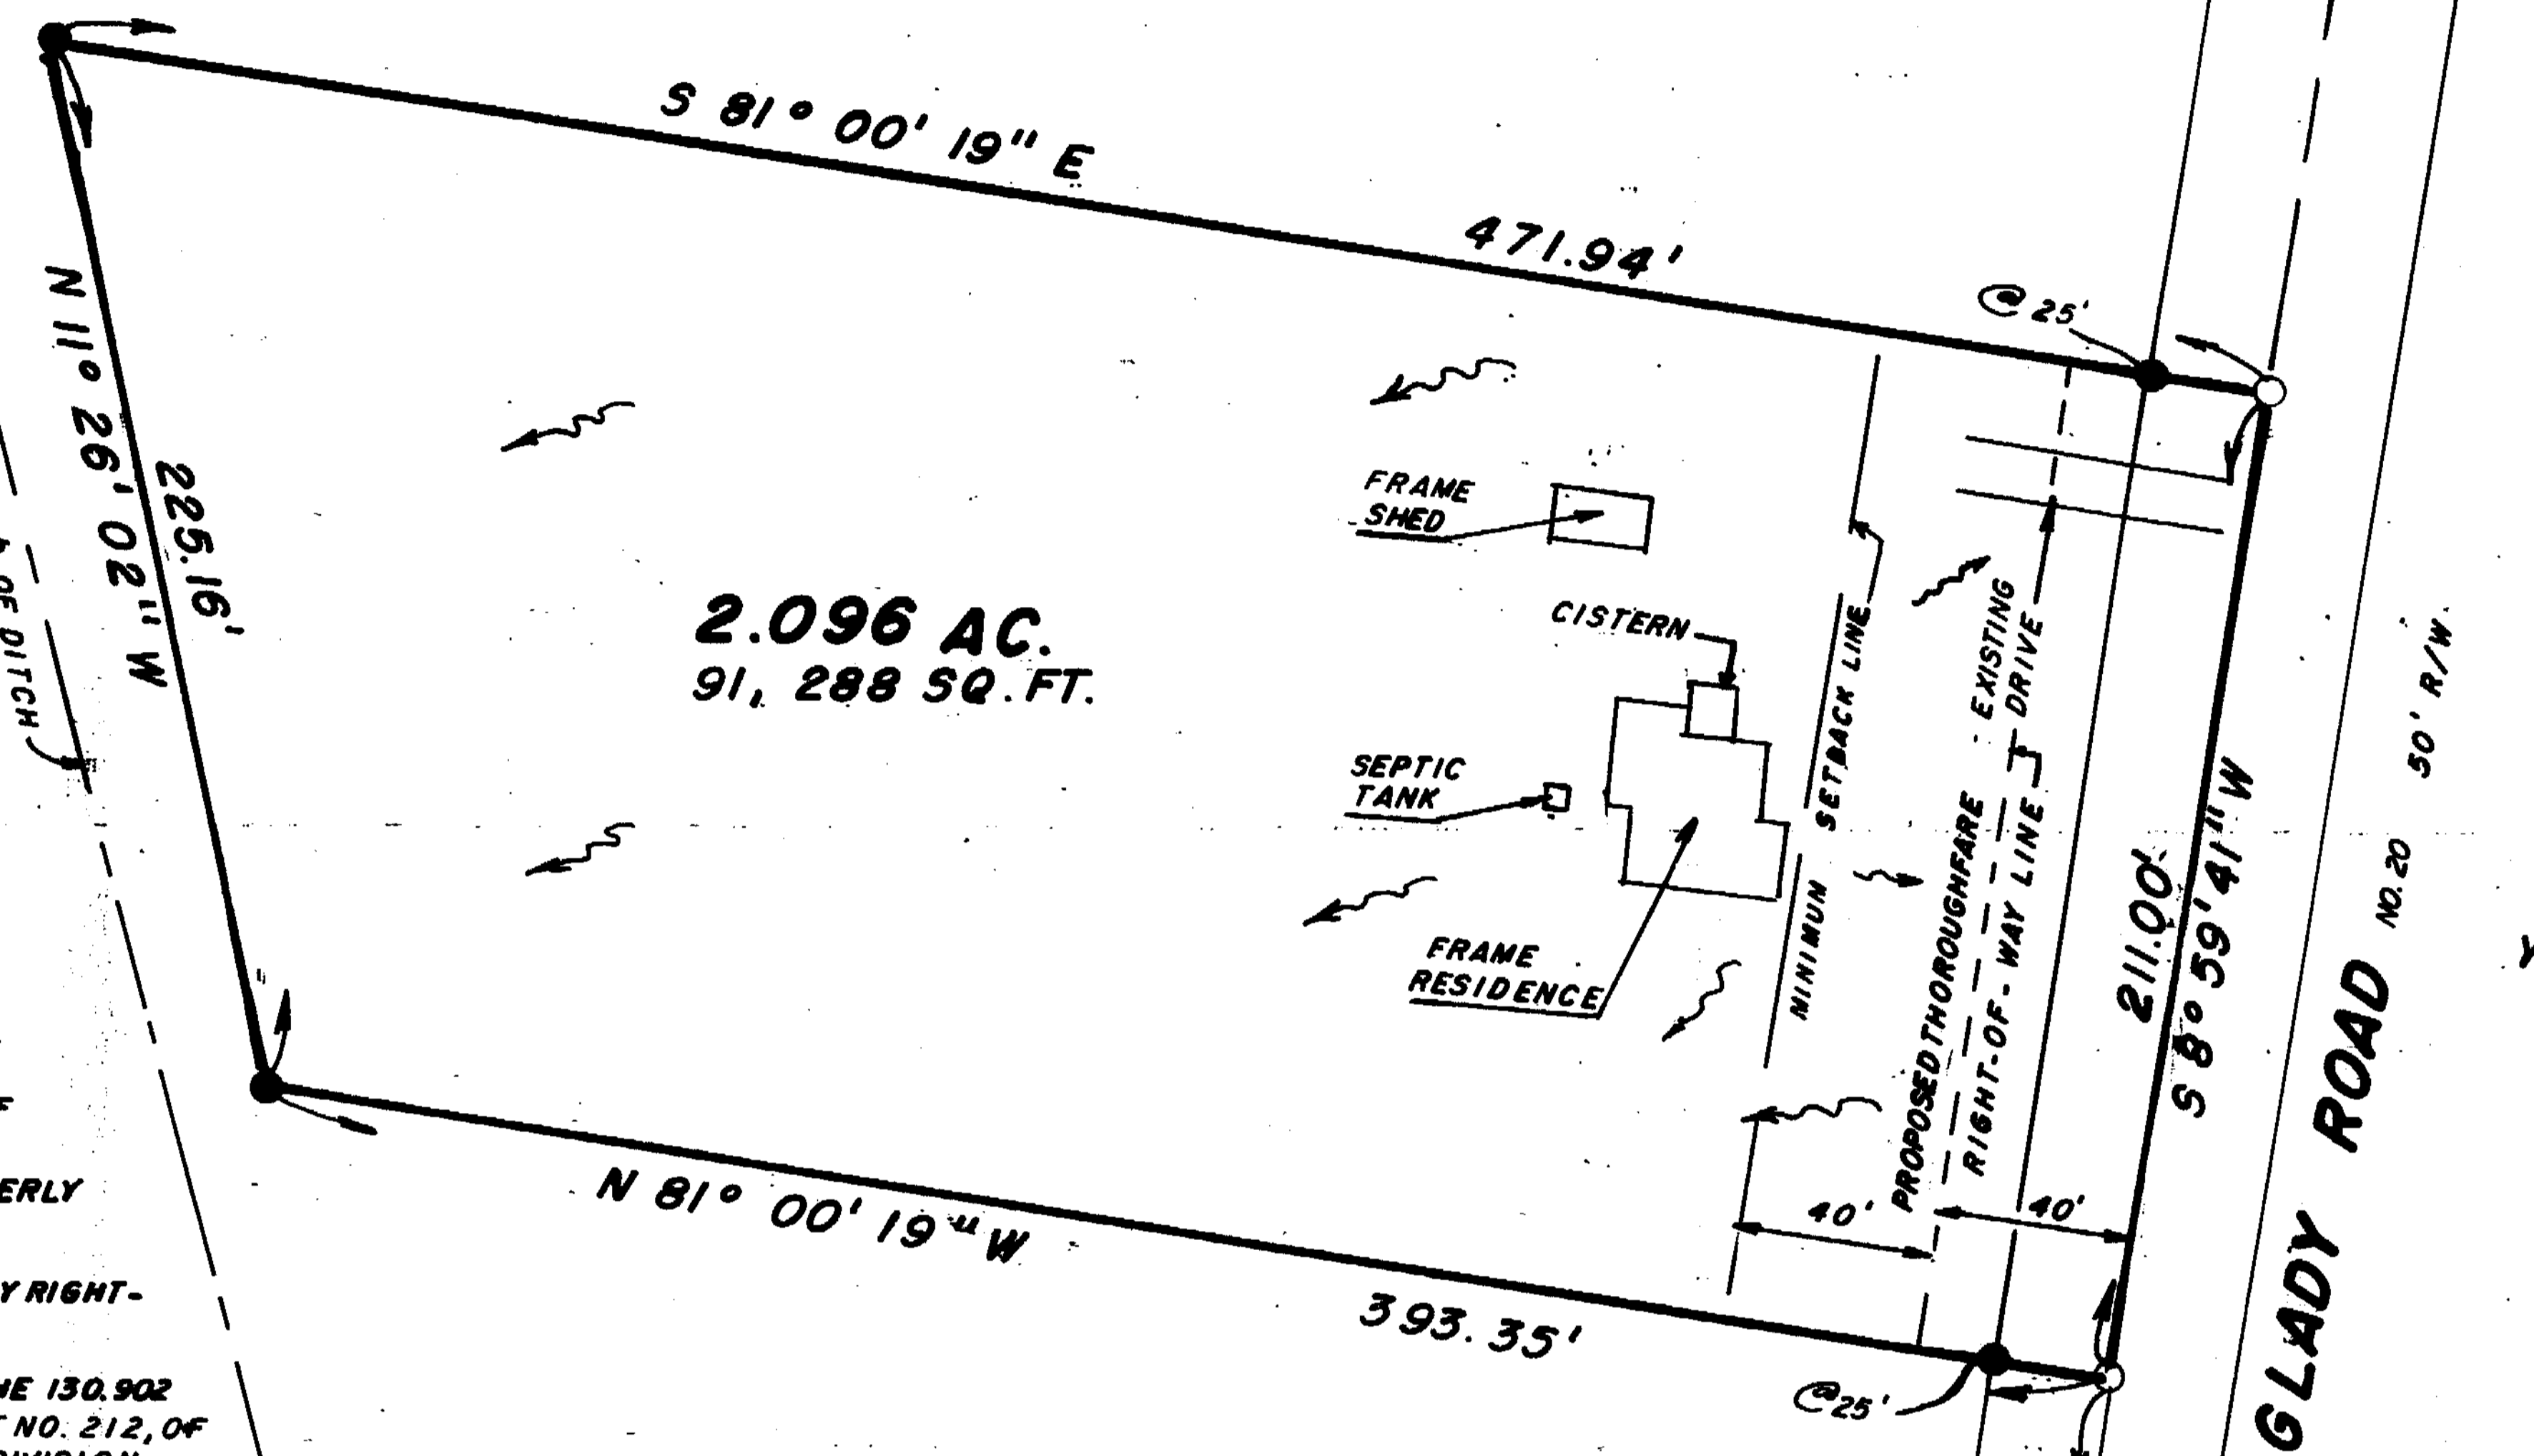 S 81° 00' 19" E
471.94'
@ 25'
N 11° 26' 02" W
225.16'
OF DITCH
2.096 AC.
91, 288 SQ. FT.
FRAME
SHED
CISTERN
SEPTIC
TANK
FRAME
RESIDENCE
MINIMUN SETBACK LINE
EXISTING
DRIVE
PROPOSED THOROUGHFARE
RIGHT-OF-WAY LINE
211.00'
S 8° 59' 41" W
GLADY ROAD NO. 20 50' R/W.
40'
40'
N 81° 00' 19" W
393.35'
@25'
ERLY
Y RIGHT-
NE 130.902
NO. 212, OF